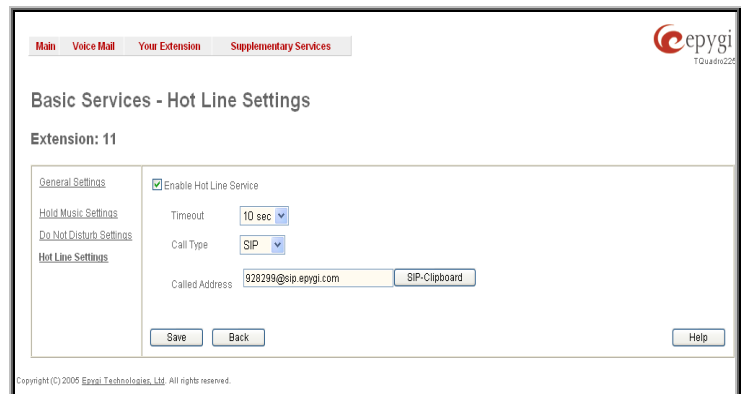 Main Voice Mail Your Extension Supplementary Services
epygi
TQuadro226
Basic Services - Hot Line Settings
Extension: 11
General Settings
Hold Music Settings
Do Not Disturb Settings
Hot Line Settings
Enable Hot Line Service
Timeout 10 sec
Call Type SIP
Called Address 928299@sip.epygi.com SIP-Clipboard
Save Back Help
Copyright (C) 2005 Epygi Technologies, Ltd. All rights reserved.